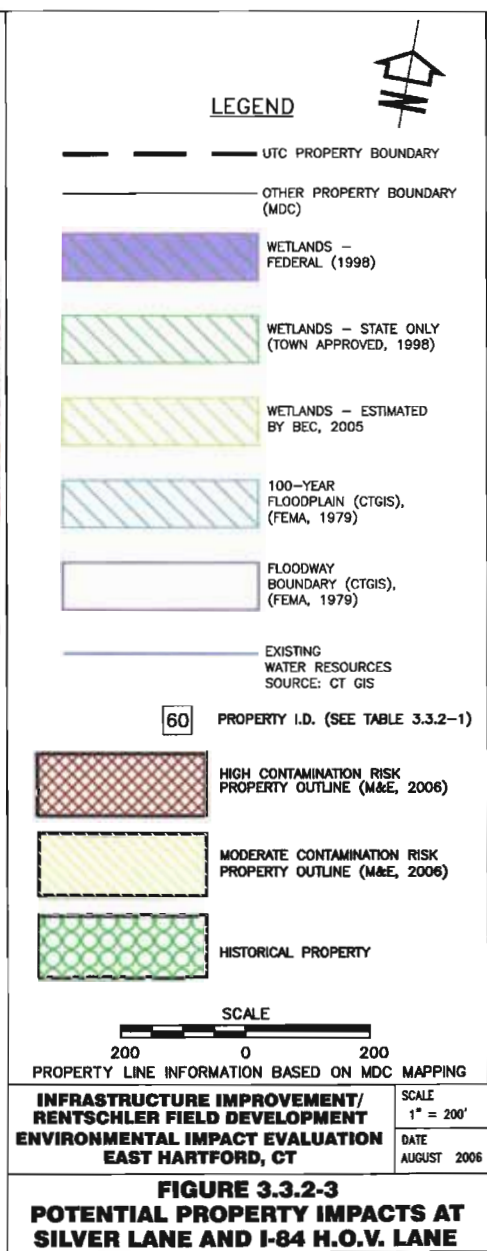 LEGEND
UTC PROPERTY BOUNDARY
OTHER PROPERTY BOUNDARY
(MDC)
WETLANDS –
FEDERAL (1998)
WETLANDS – STATE ONLY
(TOWN APPROVED, 1998)
WETLANDS – ESTIMATED
BY BEC, 2005
100-YEAR
FLOODPLAIN (CTGIS),
(FEMA, 1979)
FLOODWAY
BOUNDARY (CTGIS),
(FEMA, 1979)
EXISTING
WATER RESOURCES
SOURCE: CT GIS
60 PROPERTY I.D. (SEE TABLE 3.3.2-1)
HIGH CONTAMINATION RISK
PROPERTY OUTLINE (M&E, 2006)
MODERATE CONTAMINATION RISK
PROPERTY OUTLINE (M&E, 2006)
HISTORICAL PROPERTY
SCALE
200 0 200
PROPERTY LINE INFORMATION BASED ON MDC MAPPING
INFRASTRUCTURE IMPROVEMENT/
RENTSCHLER FIELD DEVELOPMENT
ENVIRONMENTAL IMPACT EVALUATION
EAST HARTFORD, CT
SCALE
1" = 200'
DATE
AUGUST 2006
FIGURE 3.3.2-3
POTENTIAL PROPERTY IMPACTS AT
SILVER LANE AND I-84 H.O.V. LANE